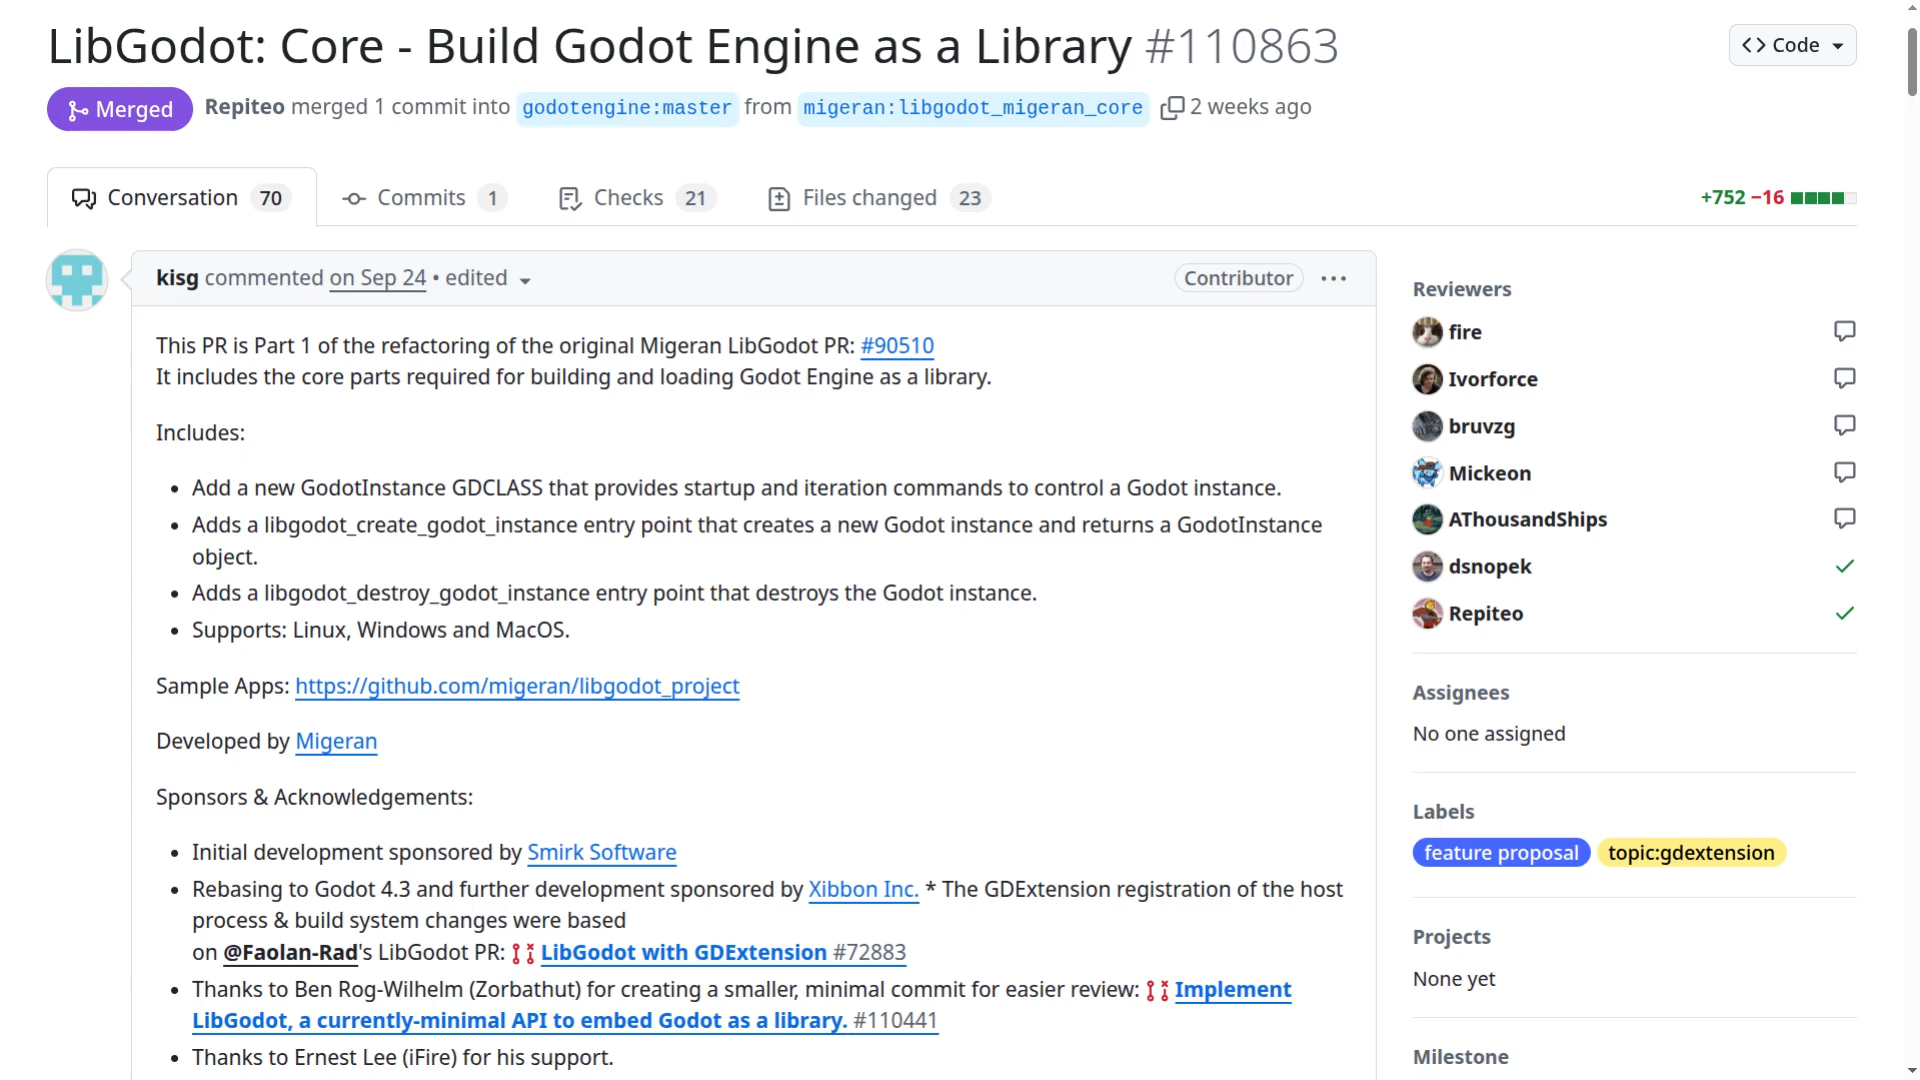 LibGodot: Core - Build Godot Engine as a Library #110863
Code
Merged
Repiteo merged 1 commit into godotengine:master from migeran:libgodot_migeran_core 2 weeks ago
Conversation 70
Commits 1
Checks 21
Files changed 23
+752 −16
kisg commented on Sep 24 • edited
Contributor
This PR is Part 1 of the refactoring of the original Migeran LibGodot PR: #90510
It includes the core parts required for building and loading Godot Engine as a library.
Includes:
• Add a new GodotInstance GDCLASS that provides startup and iteration commands to control a Godot instance.
• Adds a libgodot_create_godot_instance entry point that creates a new Godot instance and returns a GodotInstance
object.
• Adds a libgodot_destroy_godot_instance entry point that destroys the Godot instance.
• Supports: Linux, Windows and MacOS.
Sample Apps: https://github.com/migeran/libgodot_project
Developed by Migeran
Sponsors & Acknowledgements:
• Initial development sponsored by Smirk Software
• Rebasing to Godot 4.3 and further development sponsored by Xibbon Inc. * The GDExtension registration of the host
process & build system changes were based
on @Faolan-Rad's LibGodot PR: LibGodot with GDExtension #72883
• Thanks to Ben Rog-Wilhelm (Zorbathut) for creating a smaller, minimal commit for easier review: Implement
LibGodot, a currently-minimal API to embed Godot as a library. #110441
• Thanks to Ernest Lee (iFire) for his support.
Reviewers
fire
Ivorforce
bruvzg
Mickeon
AThousandShips
dsnopek
Repiteo
Assignees
No one assigned
Labels
feature proposal topic:gdextension
Projects
None yet
Milestone